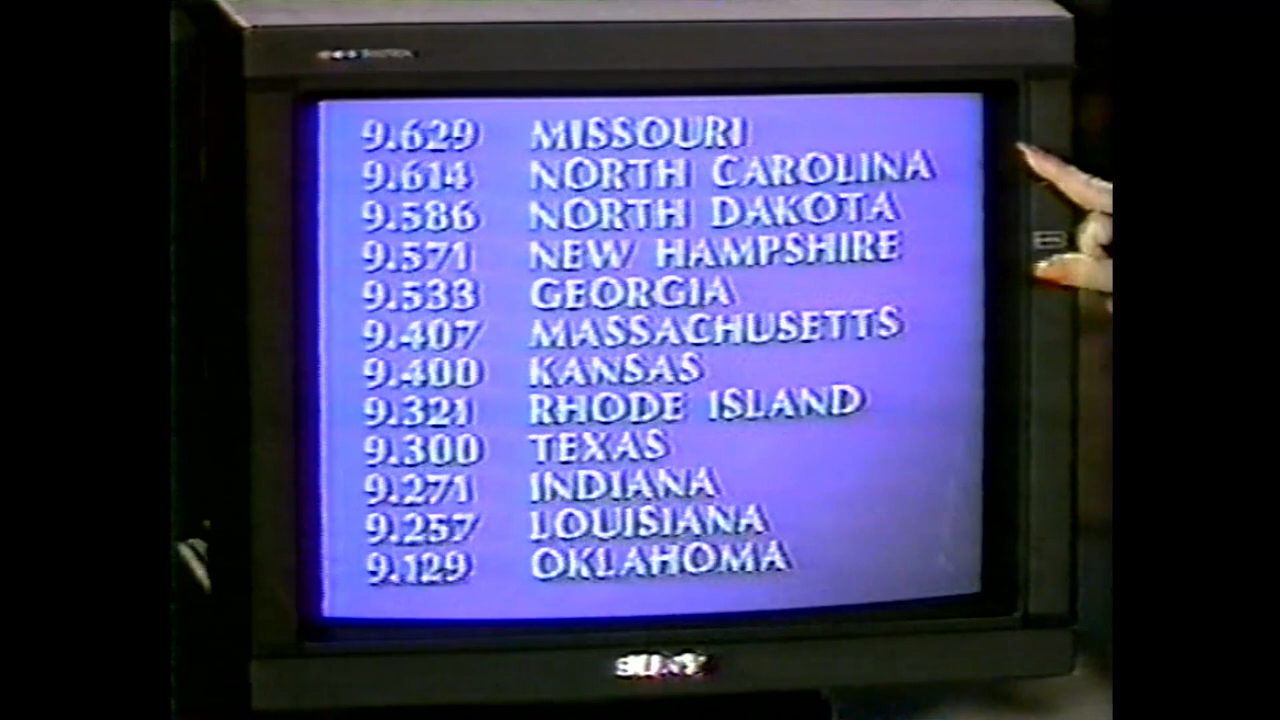 9.629 MISSOURI
9.614 NORTH CAROLINA
9.586 NORTH DAKOTA
9.571 NEW HAMPSHIRE
9.533 GEORGIA
9.407 MASSACHUSETTS
9.400 KANSAS
9.321 RHODE ISLAND
9.300 TEXAS
9.271 INDIANA
9.257 LOUISIANA
9.129 OKLAHOMA
SONY